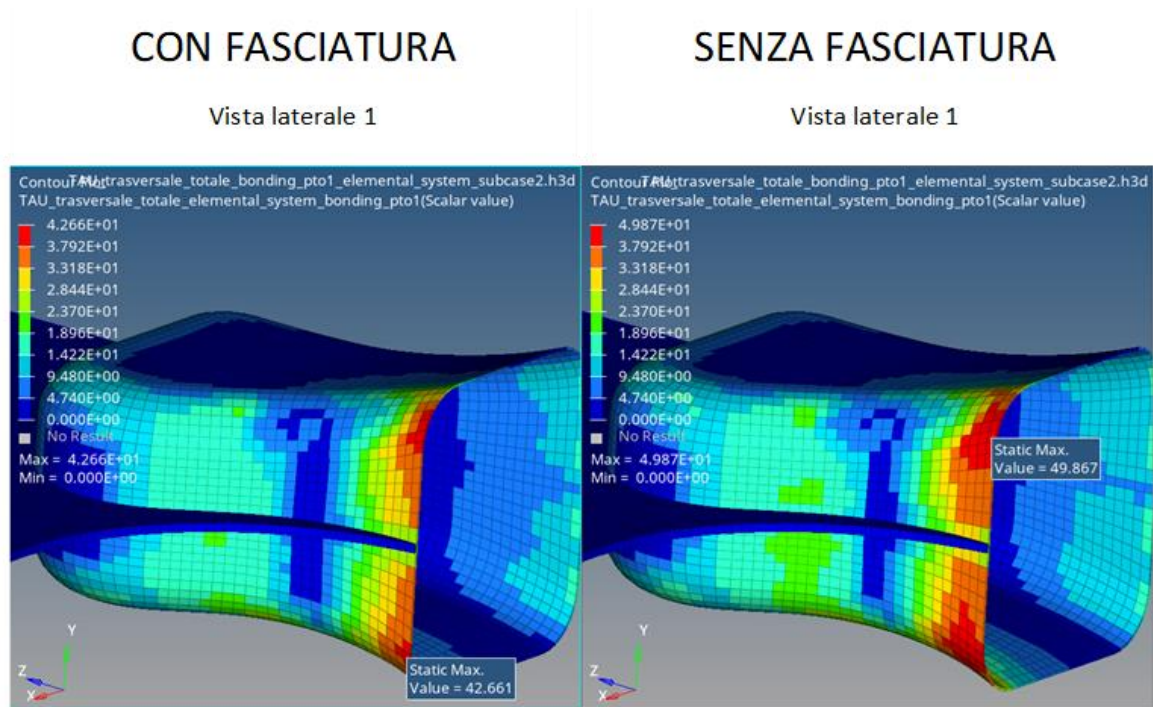 CON FASCIATURA
Vista laterale 1
TAU_trasversale_totale_bonding_pto1_elemental_system_subcase2.h3d
TAU_trasversale_totale_elemental_system_bonding_pto1(Scalar value)
4.266E+01
3.792E+01
3.318E+01
2.844E+01
2.370E+01
1.896E+01
1.422E+01
9.480E+00
4.740E+00
0.000E+00
No Result
Max = 4.266E+01
Min = 0.000E+00
Y
Z
X
Static Max.
Value = 42.661
SENZA FASCIATURA
Vista laterale 1
TAU_trasversale_totale_bonding_pto1_elemental_system_subcase2.h3d
TAU_trasversale_totale_elemental_system_bonding_pto1(Scalar value)
4.987E+01
3.792E+01
3.318E+01
2.844E+01
2.370E+01
1.896E+01
1.422E+01
9.480E+00
4.740E+00
0.000E+00
No Result
Max = 4.987E+01
Min = 0.000E+00
Static Max.
Value = 49.867
Y
Z
X